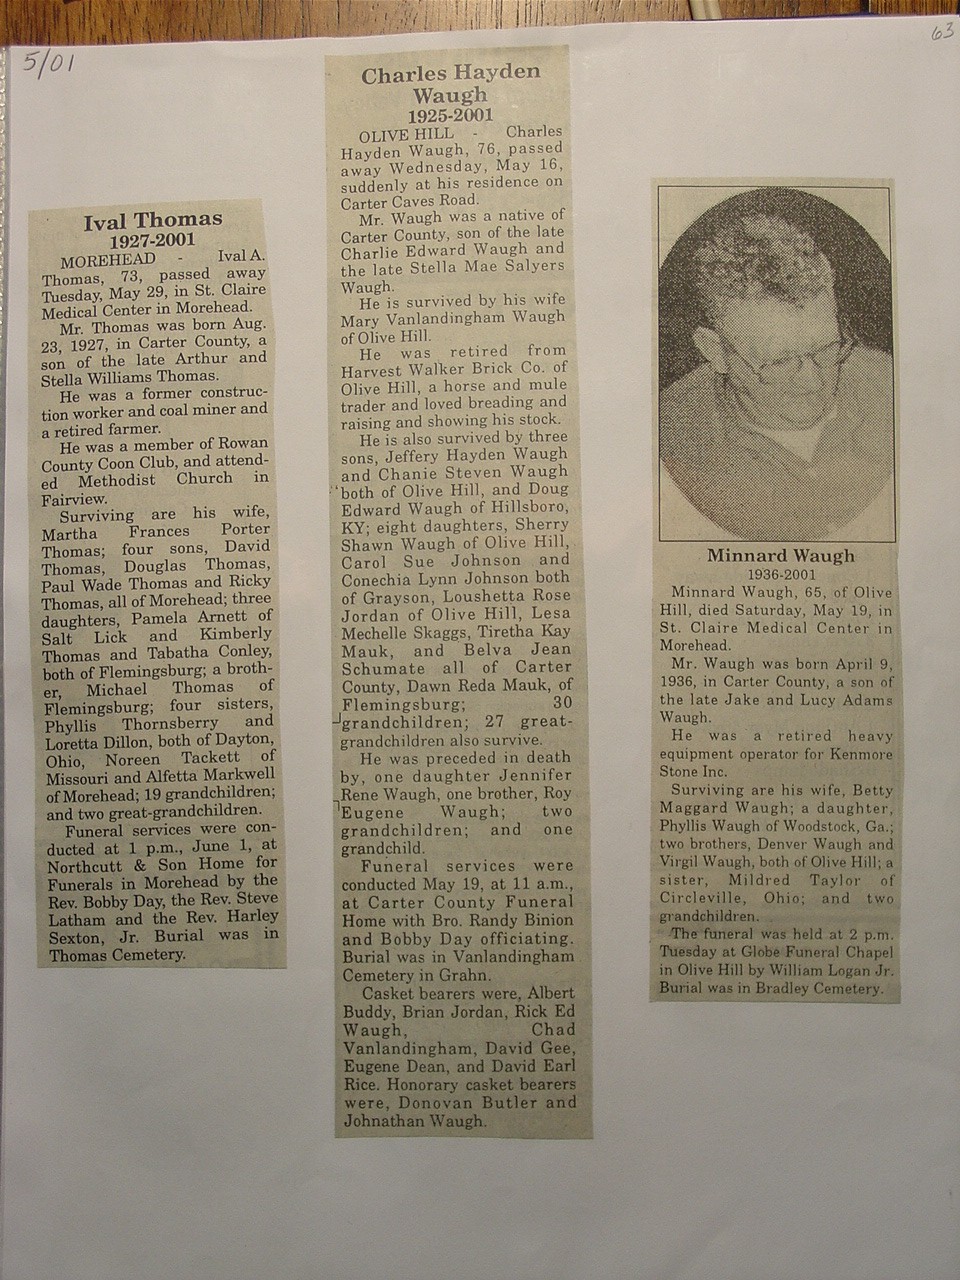 5/01
63
Ival Thomas
1927-2001
MOREHEAD - Ival A.
Thomas, 73, passed away
Tuesday, May 29, in St. Claire
Medical Center in Morehead.
Mr. Thomas was born Aug.
23, 1927, in Carter County, a
son of the late Arthur and
Stella Williams Thomas.
He was a former construc-
tion worker and coal miner and
a retired farmer.
He was a member of Rowan
County Coon Club, and attend-
ed Methodist Church in
Fairview.
Surviving are his wife,
Martha Frances Porter
Thomas; four sons, David
Thomas, Douglas Thomas,
Paul Wade Thomas and Ricky
Thomas, all of Morehead; three
daughters, Pamela Arnett of
Salt Lick and Kimberly
Thomas and Tabatha Conley,
both of Flemingsburg; a broth-
er, Michael Thomas of
Flemingsburg; four sisters,
Phyllis Thornsberry and
Loretta Dillon, both of Dayton,
Ohio, Noreen Tackett of
Missouri and Alfetta Markwell
of Morehead; 19 grandchildren;
and two great-grandchildren.
Funeral services were con-
ducted at 1 p.m., June 1, at
Northcutt & Son Home for
Funerals in Morehead by the
Rev. Bobby Day, the Rev. Steve
Latham and the Rev. Harley
Sexton, Jr. Burial was in
Thomas Cemetery.
Charles Hayden
Waugh
1925-2001
OLIVE HILL - Charles
Hayden Waugh, 76, passed
away Wednesday, May 16,
suddenly at his residence on
Carter Caves Road.
Mr. Waugh was a native of
Carter County, son of the late
Charlie Edward Waugh and
the late Stella Mae Salyers
Waugh.
He is survived by his wife
Mary Vanlandingham Waugh
of Olive Hill.
He was retired from
Harvest Walker Brick Co. of
Olive Hill, a horse and mule
trader and loved breading and
raising and showing his stock.
He is also survived by three
sons, Jeffery Hayden Waugh
and Chanie Steven Waugh
both of Olive Hill, and Doug
Edward Waugh of Hillsboro,
KY; eight daughters, Sherry
Shawn Waugh of Olive Hill,
Carol Sue Johnson and
Conechia Lynn Johnson both
of Grayson, Loushetta Rose
Jordan of Olive Hill, Lesa
Mechelle Skaggs, Tiretha Kay
Mauk, and Belva Jean
Schumate all of Carter
County, Dawn Reda Mauk, of
Flemingsburg; 30
grandchildren; 27 great-
grandchildren also survive.
He was preceded in death
by, one daughter Jennifer
Rene Waugh, one brother, Roy
Eugene Waugh; two
grandchildren; and one
grandchild.
Funeral services were
conducted May 19, at 11 a.m.,
at Carter County Funeral
Home with Bro. Randy Binion
and Bobby Day officiating.
Burial was in Vanlandingham
Cemetery in Grahn.
Casket bearers were, Albert
Buddy, Brian Jordan, Rick Ed
Waugh, Chad
Vanlandingham, David Gee,
Eugene Dean, and David Earl
Rice. Honorary casket bearers
were, Donovan Butler and
Johnathan Waugh.
Minnard Waugh
1936-2001
Minnard Waugh, 65, of Olive
Hill, died Saturday, May 19, in
St. Claire Medical Center in
Morehead.
Mr. Waugh was born April 9,
1936, in Carter County, a son of
the late Jake and Lucy Adams
Waugh.
He was a retired heavy
equipment operator for Kenmore
Stone Inc.
Surviving are his wife, Betty
Maggard Waugh; a daughter,
Phyllis Waugh of Woodstock, Ga.;
two brothers, Denver Waugh and
Virgil Waugh, both of Olive Hill; a
sister, Mildred Taylor of
Circleville, Ohio; and two
grandchildren.
The funeral was held at 2 p.m.
Tuesday at Globe Funeral Chapel
in Olive Hill by William Logan Jr.
Burial was in Bradley Cemetery.